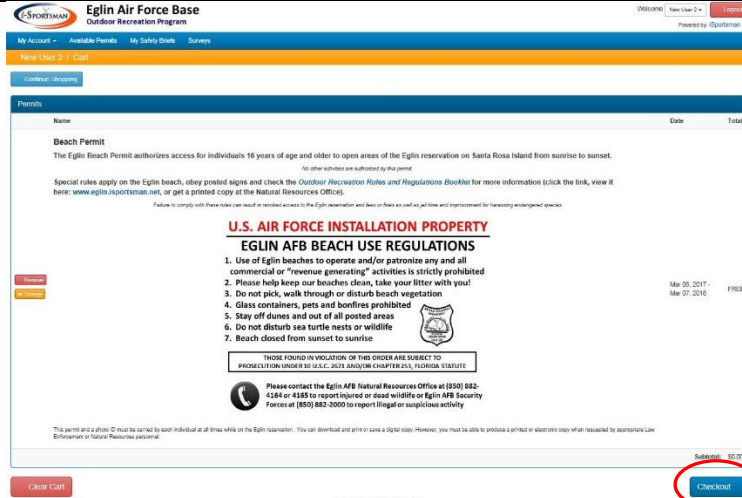 iSPORTSMAN
Eglin Air Force Base
Outdoor Recreation Program
Welcome New User 2 Logout
Powered by: iSportsman
My Account Available Permits My Safety Briefs Surveys
New User 2 / Cart
Continue Shopping
Permits
Name Date Total
Beach Permit
The Eglin Beach Permit authorizes access for individuals 16 years of age and older to open areas of the Eglin reservation on Santa Rosa Island from sunrise to sunset.
No other activities are authorized by this permit
Special rules apply on the Eglin beach, obey posted signs and check the Outdoor Recreation Rules and Regulations Booklet for more information (click the link, view it
here: www.eglin.isportsman.net, or get a printed copy at the Natural Resources Office).
Failure to comply with these rules can result in revoked access to the Eglin reservation and fees or fines as well as jail time and imprisonment for harassing endangered species.
U.S. AIR FORCE INSTALLATION PROPERTY
EGLIN AFB BEACH USE REGULATIONS
1. Use of Eglin beaches to operate and/or patronize any and all
commercial or “revenue generating” activities is strictly prohibited
2. Please help keep our beaches clean, take your litter with you!
3. Do not pick, walk through or disturb beach vegetation
4. Glass containers, pets and bonfires prohibited
5. Stay off dunes and out of all posted areas
6. Do not disturb sea turtle nests or wildlife
7. Beach closed from sunset to sunrise
Remove
Change
Mar 08, 2017 -
Mar 07, 2018
FREE
THOSE FOUND IN VIOLATION OF THIS ORDER ARE SUBJECT TO
PROSECUTION UNDER 10 U.S.C. 2671 AND/OR CHAPTER 253, FLORIDA STATUTE
Please contact the Eglin AFB Natural Resources Office at (850) 882-
4164 or 4165 to report injured or dead wildlife or Eglin AFB Security
Forces at (850) 882-2000 to report illegal or suspicious activity
This permit and a photo ID must be carried by each individual at all times while on the Eglin reservation. You can download and print or save a digital copy. However, you must be able to produce a printed or electronic copy when requested by appropriate Law
Enforcement or Natural Resources personnel.
Subtotal: $0.00
Clear Cart
Checkout